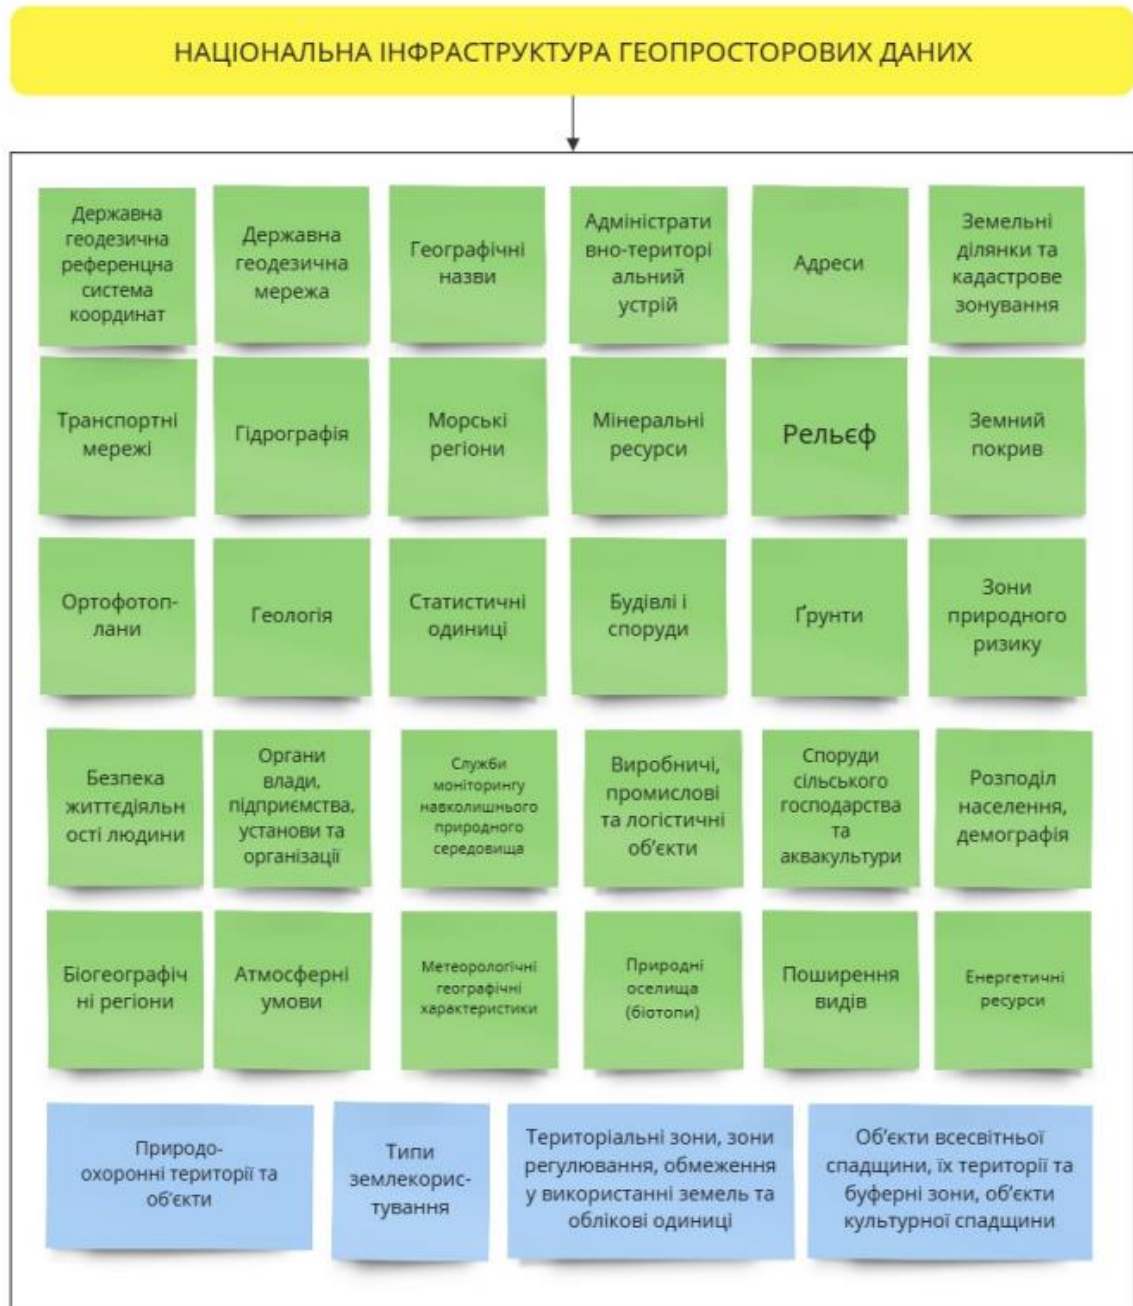 НАЦІОНАЛЬНА ІНФРАСТРУКТУРА ГЕОПРОСТОРОВИХ ДАНИХ
Державна
геодезична
референцна
система
координат
Державна
геодезична
мережа
Географічні
назви
Адміністрати
вно-територі
альний
устрій
Адреси
Земельні
ділянки та
кадастрове
зонування
Транспортні
мережі
Гідрографія
Морські
регіони
Мінеральні
ресурси
Рельєф
Земний
покрив
Ортофотоп-
лани
Геологія
Статистичні
одиниці
Будівлі і
споруди
Ґрунти
Зони
природного
ризику
Безпека
життєдіяльн
ості людини
Органи
влади,
підприємства,
установи та
організації
Служби
моніторингу
навколишнього
природного
середовища
Виробничі,
промислові
та логістичні
об'єкти
Споруди
сільського
господарства
та
аквакультури
Розподіл
населення,
демографія
Біогеографіч
ні регіони
Атмосферні
умови
Метеорологічні
географічні
характеристики
Природні
оселища
(біотопи)
Поширення
видів
Енергетичні
ресурси
Природо-
охоронні території та
об'єкти
Типи
землекорис-
тування
Територіальні зони, зони
регулювання, обмеження
у використанні земель та
облікові одиниці
Об'єкти всесвітньої
спадщини, їх території та
буферні зони, об'єкти
культурної спадщини